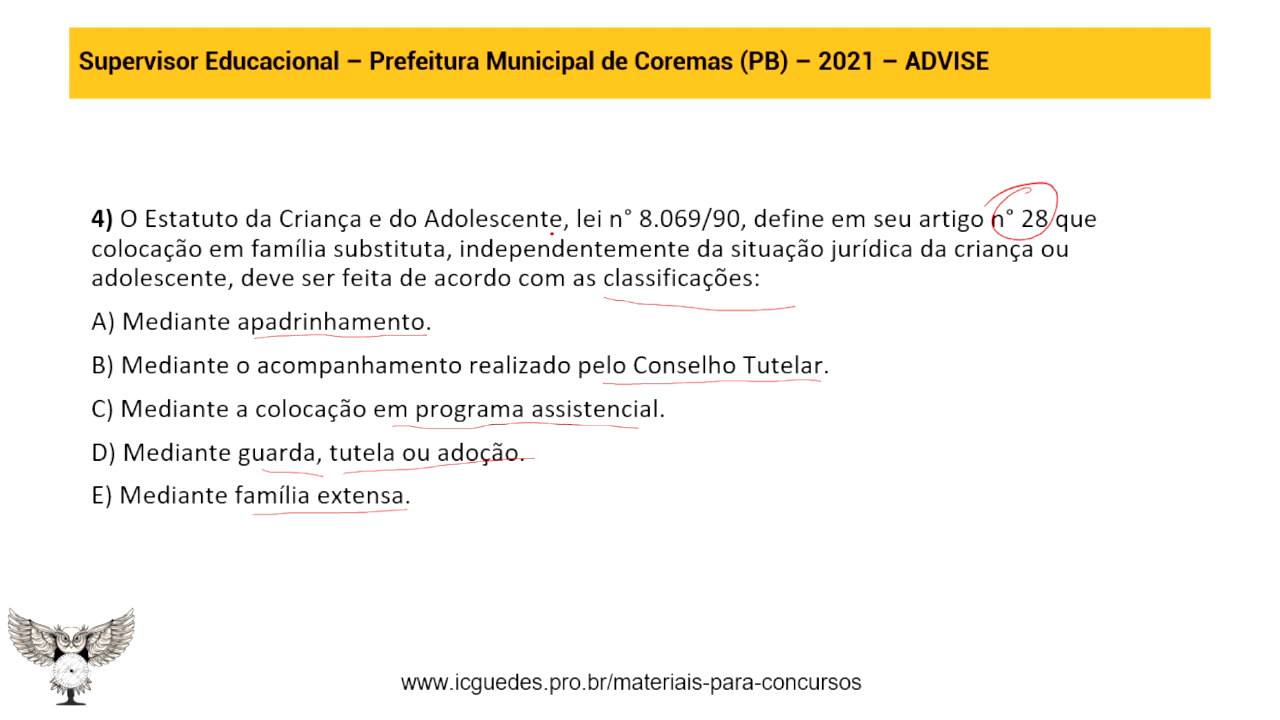 Supervisor Educacional – Prefeitura Municipal de Coremas (PB) – 2021 – ADVISE
4) O Estatuto da Criança e do Adolescente, lei n° 8.069/90, define em seu artigo n° 28 que
colocação em família substituta, independentemente da situação jurídica da criança ou
adolescente, deve ser feita de acordo com as classificações:
A) Mediante apadrinhamento.
B) Mediante o acompanhamento realizado pelo Conselho Tutelar.
C) Mediante a colocação em programa assistencial.
D) Mediante guarda, tutela ou adoção.
E) Mediante família extensa.
www.icguedes.pro.br/materiais-para-concursos